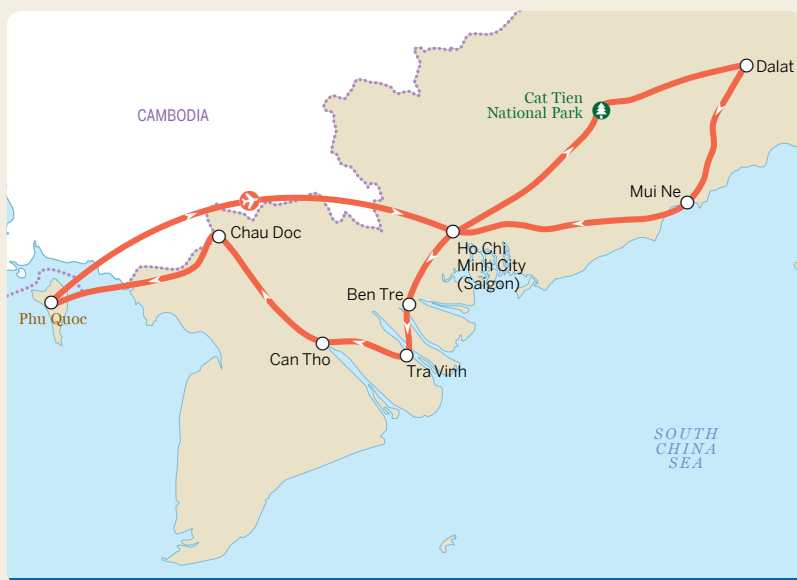 Dalat
Cat Tien
National Park
CAMBODIA
Mui Ne
Chau Doc
Ho Chi
Minh City
(Saigon)
Ben Tre
Phu Quoc
Can Tho
Tra Vinh
SOUTH
CHINA
SEA